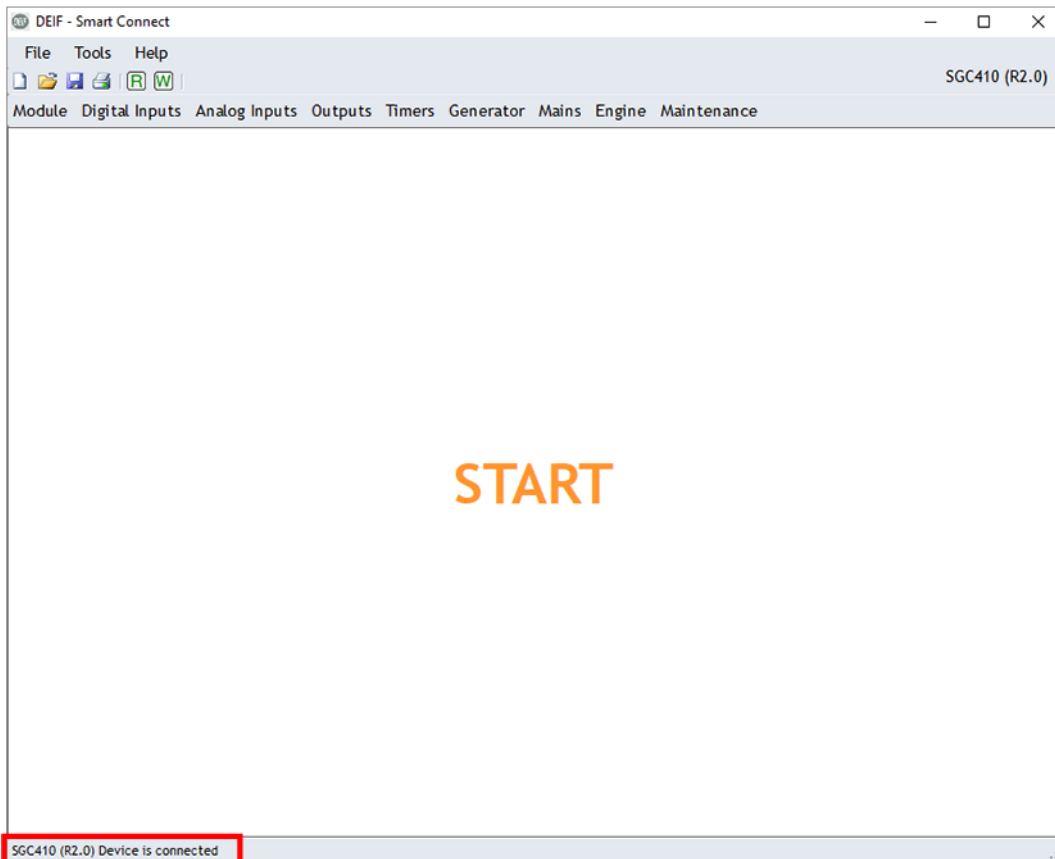 DEIF - Smart Connect
File Tools Help
R W
SGC410 (R2.0)
Module Digital Inputs Analog Inputs Outputs Timers Generator Mains Engine Maintenance
START
SGC410 (R2.0) Device is connected